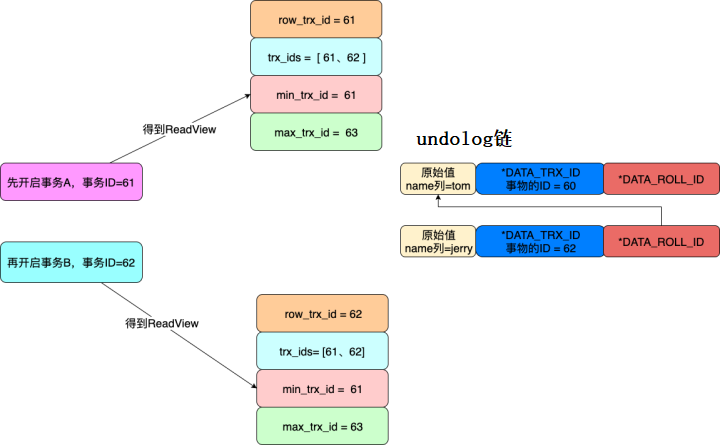 row_trx_id = 61
trx_ids = [ 61、62 ]
min_trx_id = 61
max_trx_id = 63
得到ReadView
先开启事务A，事务ID=61
undolog链
原始值
name列=tom
*DATA_TRX_ID
事物的ID = 60
*DATA_ROLL_ID
原始值
name列=jerry
*DATA_TRX_ID
事物的ID = 62
*DATA_ROLL_ID
再开启事务B，事务ID=62
得到ReadView
row_trx_id = 62
trx_ids= [61、62]
min_trx_id = 61
max_trx_id = 63